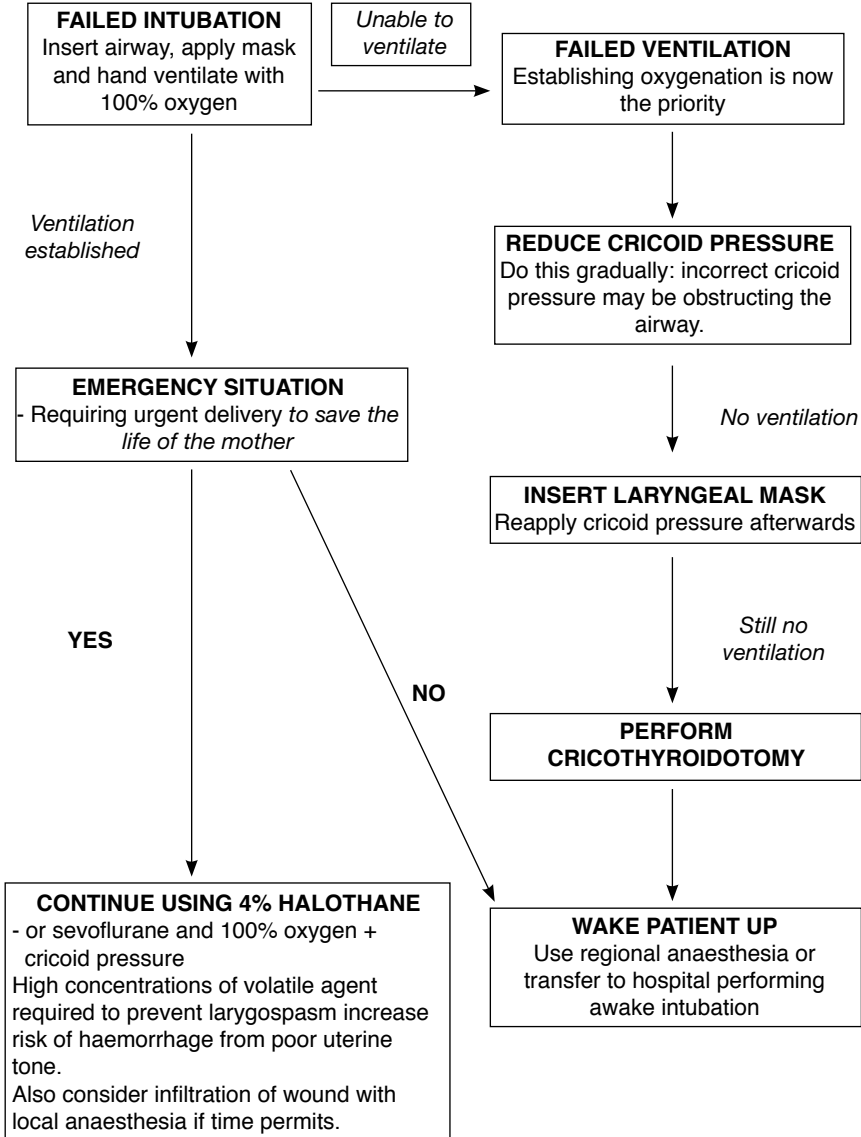 FAILED INTUBATION
Insert airway, apply mask
and hand ventilate with
100% oxygen
Unable to
ventilate
FAILED VENTILATION
Establishing oxygenation is now
the priority
Ventilation
established
REDUCE CRICOID PRESSURE
Do this gradually: incorrect cricoid
pressure may be obstructing the
airway.
EMERGENCY SITUATION
- Requiring urgent delivery to save the
life of the mother
No ventilation
INSERT LARYNGEAL MASK
Reapply cricoid pressure afterwards
YES
NO
Still no
ventilation
PERFORM
CRICOTHYROIDOTOMY
CONTINUE USING 4% HALOTHANE
- or sevoflurane and 100% oxygen +
cricoid pressure
High concentrations of volatile agent
required to prevent larygospasm increase
risk of haemorrhage from poor uterine
tone.
Also consider infiltration of wound with
local anaesthesia if time permits.
WAKE PATIENT UP
Use regional anaesthesia or
transfer to hospital performing
awake intubation